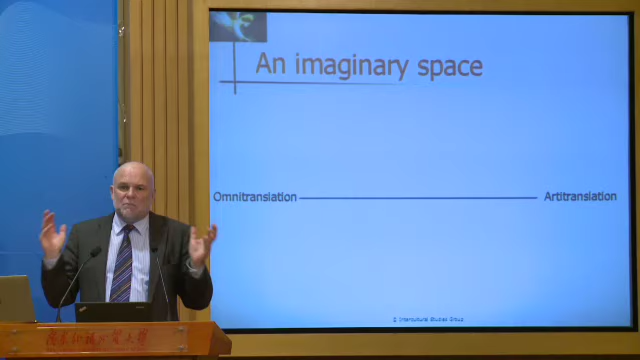 An imaginary space
Omnitranslation
Artitranslation
© Intercultural Studies Group